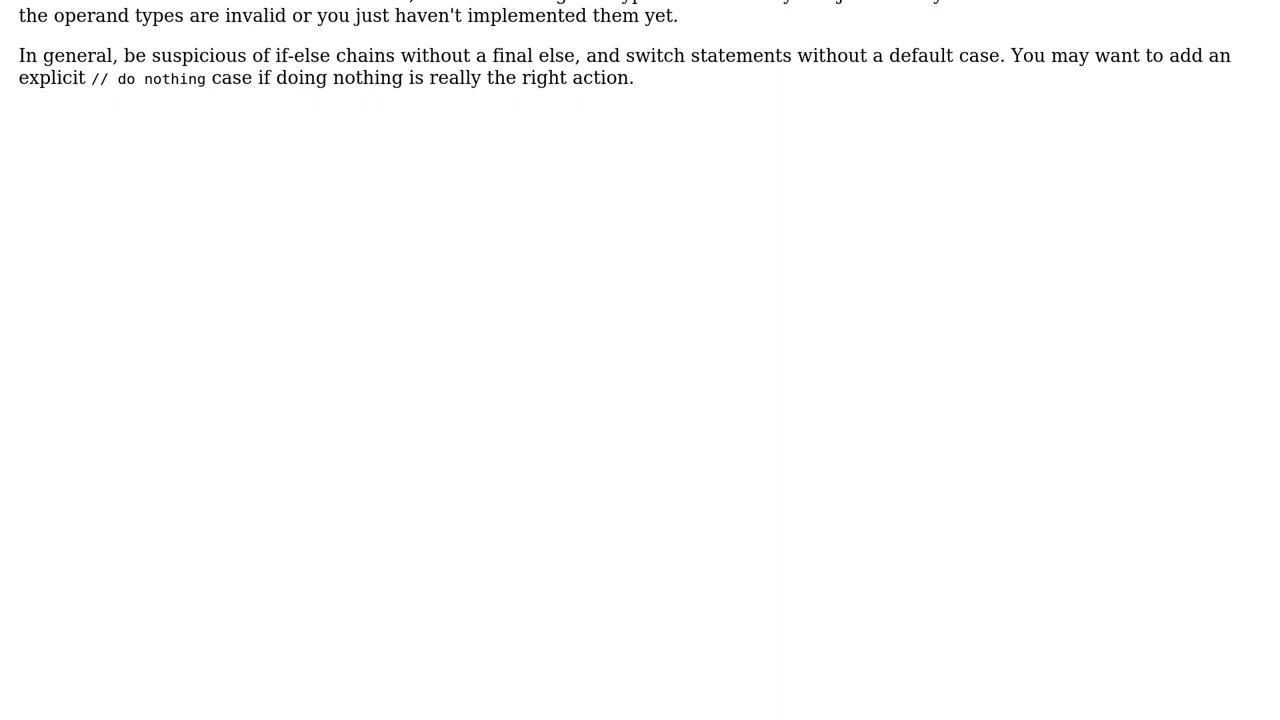 the operand types are invalid or you just haven't implemented them yet.
In general, be suspicious of if-else chains without a final else, and switch statements without a default case. You may want to add an
explicit // do nothing case if doing nothing is really the right action.